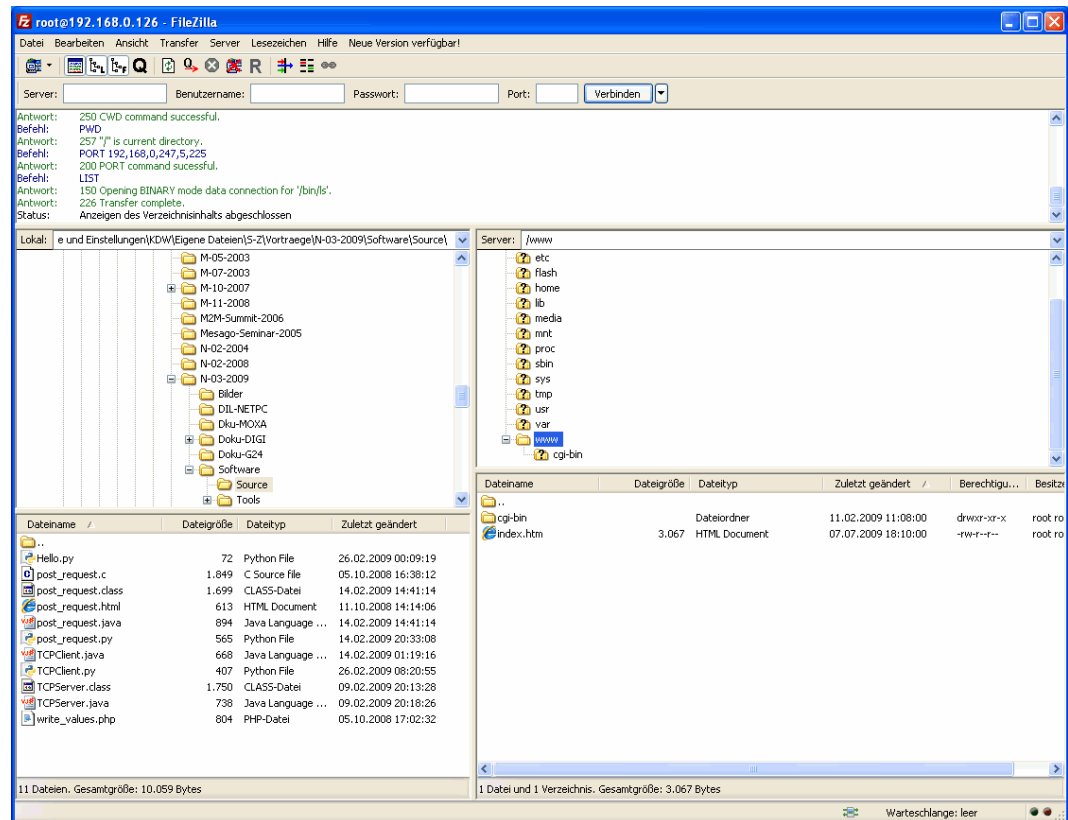 root@192.168.0.126 - FileZilla
Datei Bearbeiten Ansicht Transfer Server Lesezeichen Hilfe Neue Version verfügbar!
Server: Benutzername: Passwort: Port: Verbinden
Antwort: 250 CWD command successful.
Befehl: PWD
Antwort: 257 "/" is current directory.
Befehl: PORT 192,168,0,247,5,225
Antwort: 200 PORT command sucessful.
Befehl: LIST
Antwort: 150 Opening BINARY mode data connection for '/bin/ls'.
Antwort: 226 Transfer complete.
Status: Anzeigen des Verzeichnisinhalts abgeschlossen
Lokal: e und Einstellungen\KDW\Eigene Dateien\S-Z\Vortraege\N-03-2009\Software\Source\
M-05-2003
M-07-2003
M-10-2007
M-11-2008
M2M-Summit-2006
Mesago-Seminar-2005
N-02-2004
N-02-2008
N-03-2009
Bilder
DIL-NETPC
Dku-MOXA
Doku-DIGI
Doku-G24
Software
Source
Tools
Dateiname Dateigröße Dateityp Zuletzt geändert
..
Hello.py 72 Python File 26.02.2009 00:09:19
post_request.c 1.849 C Source file 05.10.2008 16:38:12
post_request.class 1.699 CLASS-Datei 14.02.2009 14:41:14
post_request.html 613 HTML Document 11.10.2008 14:14:06
post_request.java 894 Java Language ... 14.02.2009 14:41:14
post_request.py 565 Python File 14.02.2009 20:33:08
TCPClient.java 668 Java Language ... 14.02.2009 01:19:16
TCPClient.py 407 Python File 26.02.2009 08:20:55
TCPServer.class 1.750 CLASS-Datei 09.02.2009 20:13:28
TCPServer.java 738 Java Language ... 09.02.2009 20:18:26
write_values.php 804 PHP-Datei 05.10.2008 17:02:32
11 Dateien. Gesamtgröße: 10.059 Bytes
Server: /www
etc
flash
home
lib
media
mnt
proc
sbin
sys
tmp
usr
var
www
cgi-bin
Dateiname Dateigröße Dateityp Zuletzt geändert Berechtigu... Besitze
..
cgi-bin Dateiordner 11.02.2009 11:08:00 drwxr-xr-x root ro
index.htm 3.067 HTML Document 07.07.2009 18:10:00 -rw-r--r-- root ro
1 Datei und 1 Verzeichnis. Gesamtgröße: 3.067 Bytes
Warteschlange: leer